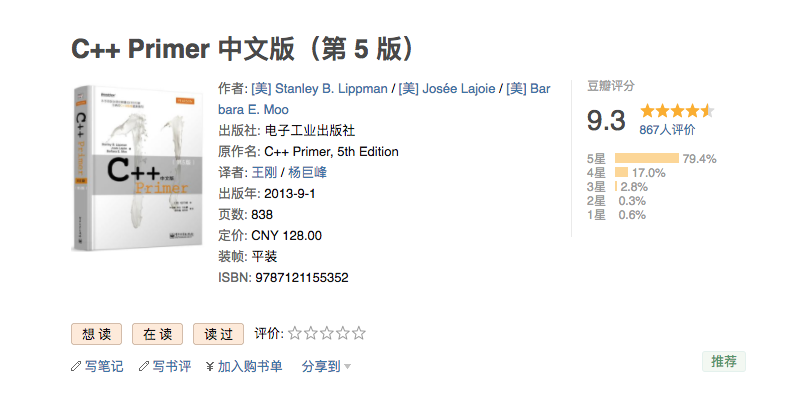 C++ Primer 中文版（第 5 版）
C++
Primer
中文版
作者: [美] Stanley B. Lippman / [美] Josée Lajoie / [美] Bar
bara E. Moo
出版社: 电子工业出版社
原作名: C++ Primer, 5th Edition
译者: 王刚 / 杨巨峰
出版年: 2013-9-1
页数: 838
定价: CNY 128.00
装帧: 平装
ISBN: 9787121155352
豆瓣评分
9.3
867人评价
5星 79.4%
4星 17.0%
3星 2.8%
2星 0.3%
1星 0.6%
想读 在读 读过 评价:
写笔记 写书评 ¥ 加入购书单 分享到
推荐